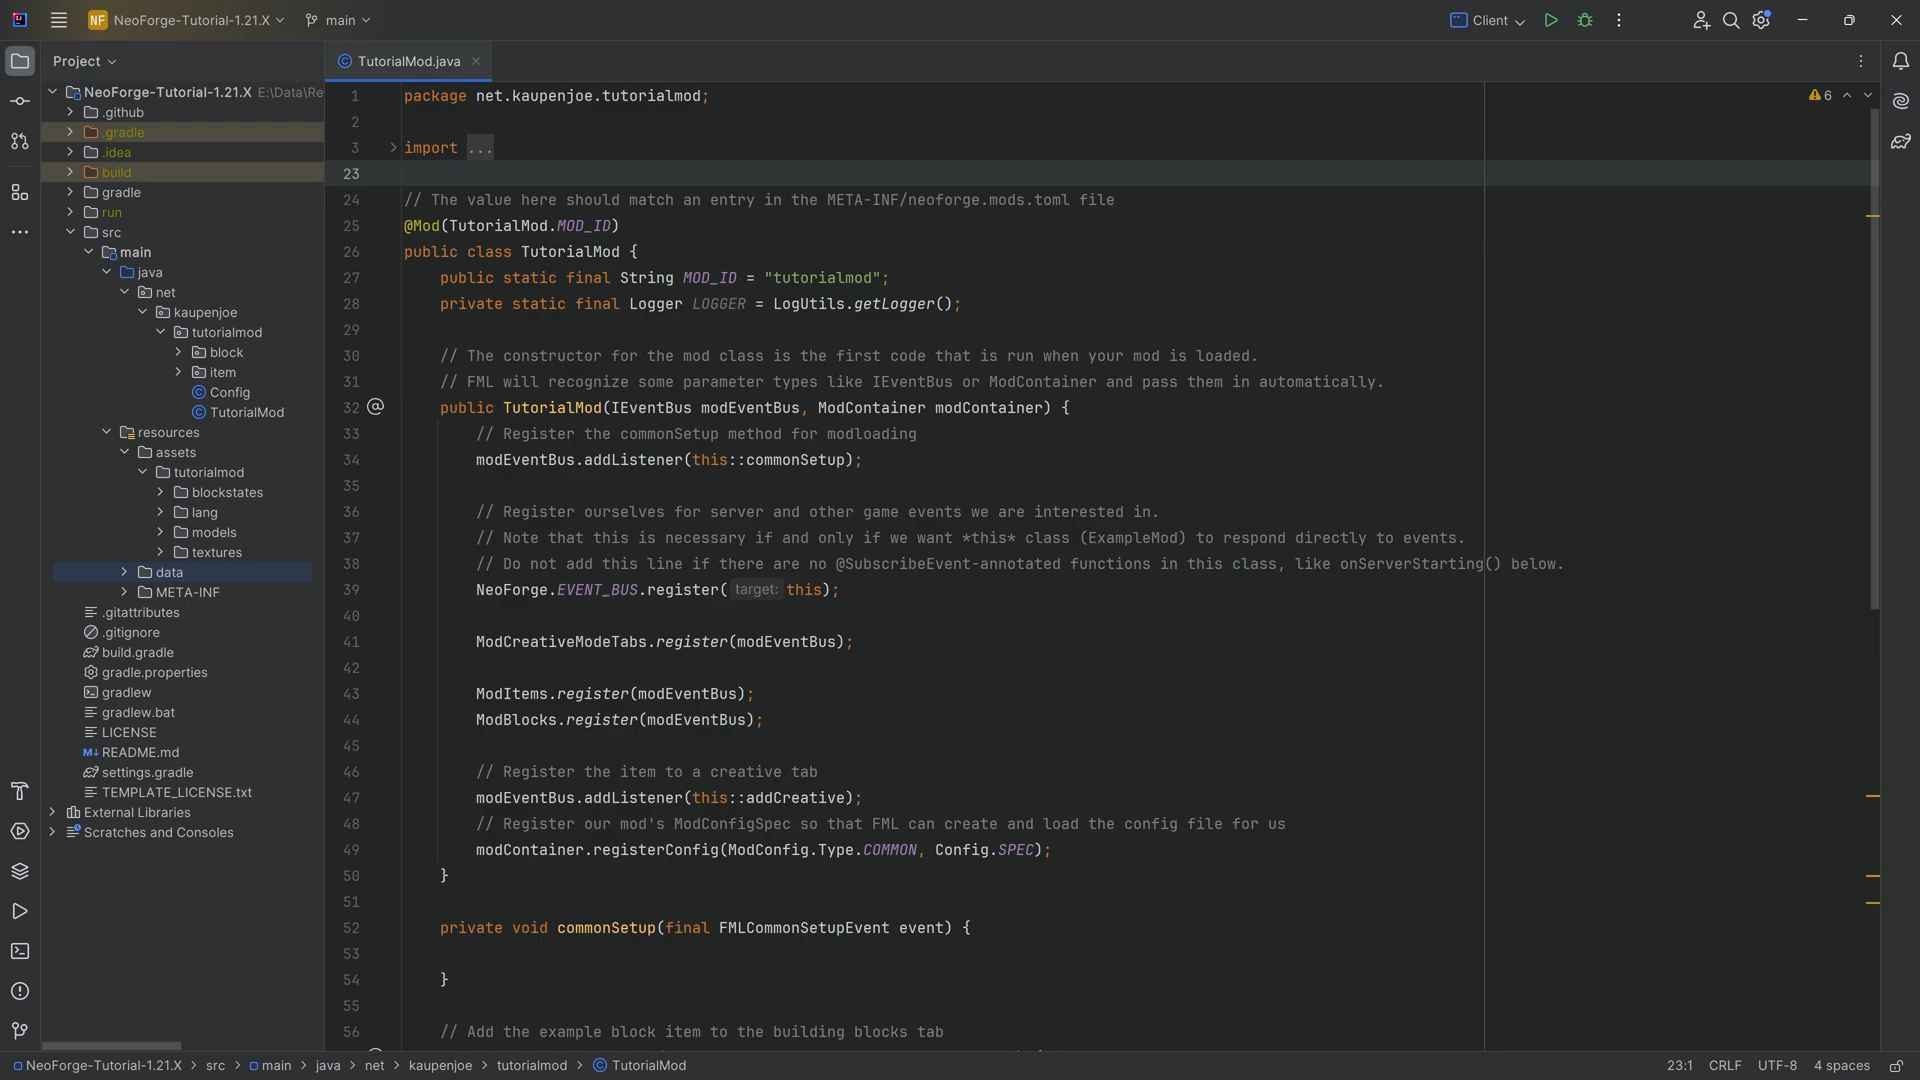 NF NeoForge-Tutorial-1.21.X main Client
Project TutorialMod.java
NeoForge-Tutorial-1.21.X E:\Data\Re
.github
.gradle
.idea
build
gradle
run
src
main
java
net
kaupenjoe
tutorialmod
block
item
Config
TutorialMod
resources
assets
tutorialmod
blockstates
lang
models
textures
data
META-INF
.gitattributes
.gitignore
build.gradle
gradle.properties
gradlew
gradlew.bat
LICENSE
M↓ README.md
settings.gradle
TEMPLATE_LICENSE.txt
External Libraries
Scratches and Consoles
6
1 package net.kaupenjoe.tutorialmod;
2
3 import ...
23
24 // The value here should match an entry in the META-INF/neoforge.mods.toml file
25 @Mod(TutorialMod.MOD_ID)
26 public class TutorialMod {
27 public static final String MOD_ID = "tutorialmod";
28 private static final Logger LOGGER = LogUtils.getLogger();
29
30 // The constructor for the mod class is the first code that is run when your mod is loaded.
31 // FML will recognize some parameter types like IEventBus or ModContainer and pass them in automatically.
32 @ public TutorialMod(IEventBus modEventBus, ModContainer modContainer) {
33 // Register the commonSetup method for modloading
34 modEventBus.addListener(this::commonSetup);
35
36 // Register ourselves for server and other game events we are interested in.
37 // Note that this is necessary if and only if we want *this* class (ExampleMod) to respond directly to events.
38 // Do not add this line if there are no @SubscribeEvent-annotated functions in this class, like onServerStarting() below.
39 NeoForge.EVENT_BUS.register( target: this);
40
41 ModCreativeModeTabs.register(modEventBus);
42
43 ModItems.register(modEventBus);
44 ModBlocks.register(modEventBus);
45
46 // Register the item to a creative tab
47 modEventBus.addListener(this::addCreative);
48 // Register our mod's ModConfigSpec so that FML can create and load the config file for us
49 modContainer.registerConfig(ModConfig.Type.COMMON, Config.SPEC);
50 }
51
52 private void commonSetup(final FMLCommonSetupEvent event) {
53
54 }
55
56 // Add the example block item to the building blocks tab
NeoForge-Tutorial-1.21.X > src > main > java > net > kaupenjoe > tutorialmod > TutorialMod 23:1 CRLF UTF-8 4 spaces